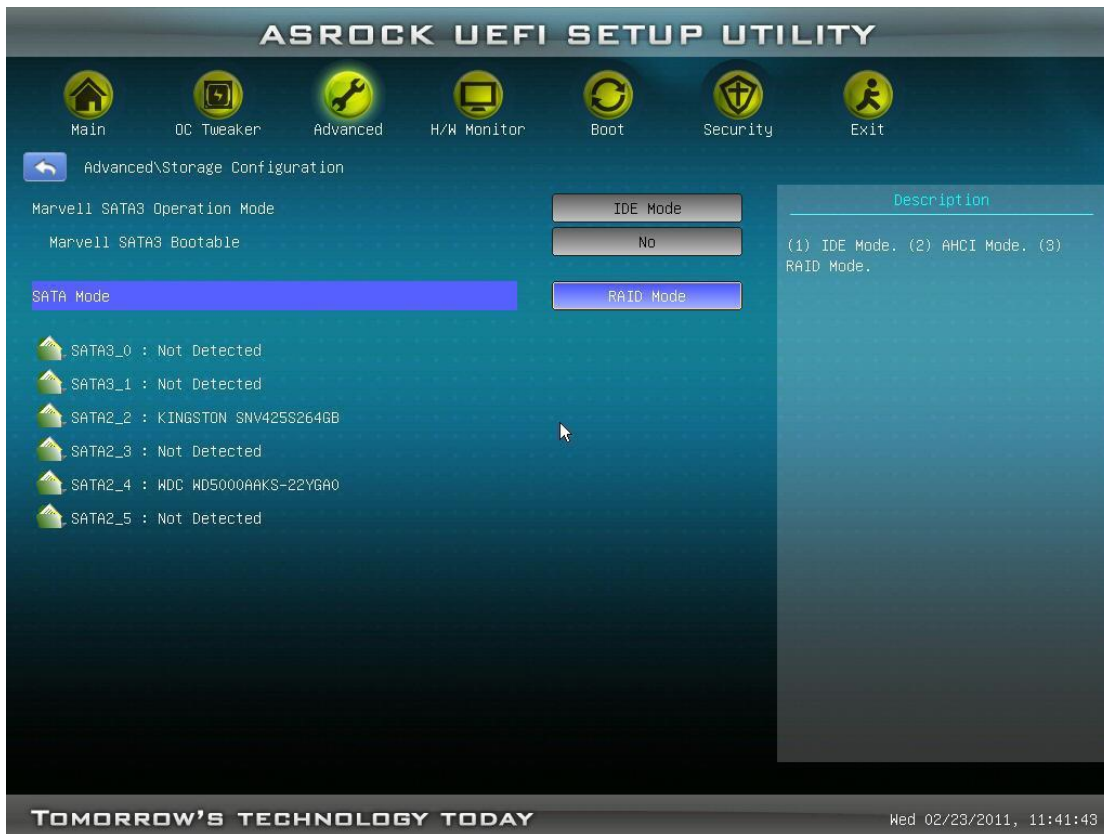 ASROCK UEFI SETUP UTILITY
Main OC Tweaker Advanced H/W Monitor Boot Security Exit
Advanced\Storage Configuration
Marvell SATA3 Operation Mode IDE Mode
Marvell SATA3 Bootable No
SATA Mode RAID Mode
SATA3_0 : Not Detected
SATA3_1 : Not Detected
SATA2_2 : KINGSTON SNV425S264GB
SATA2_3 : Not Detected
SATA2_4 : WDC WD5000AAKS-22YGA0
SATA2_5 : Not Detected
Description
(1) IDE Mode. (2) AHCI Mode. (3)
RAID Mode.
TOMORROW'S TECHNOLOGY TODAY
Wed 02/23/2011, 11:41:43